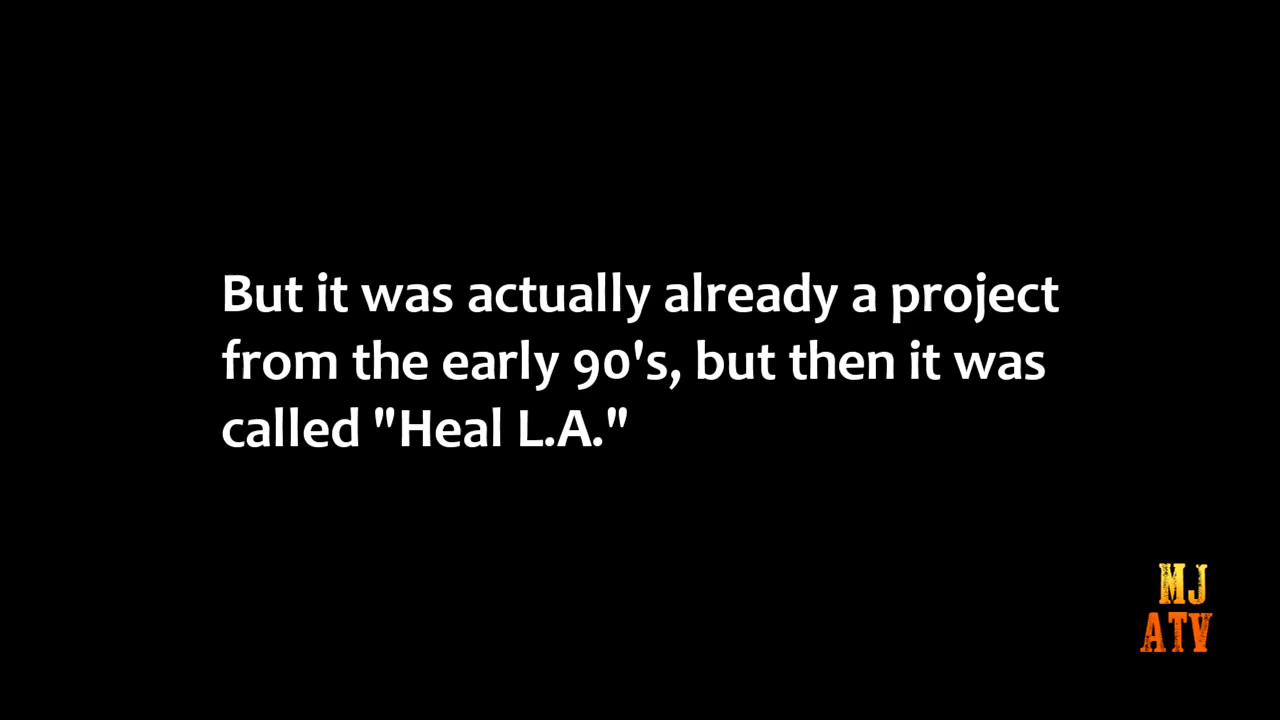 But it was actually already a project
from the early 90's, but then it was
called "Heal L.A."
MJ
ATV